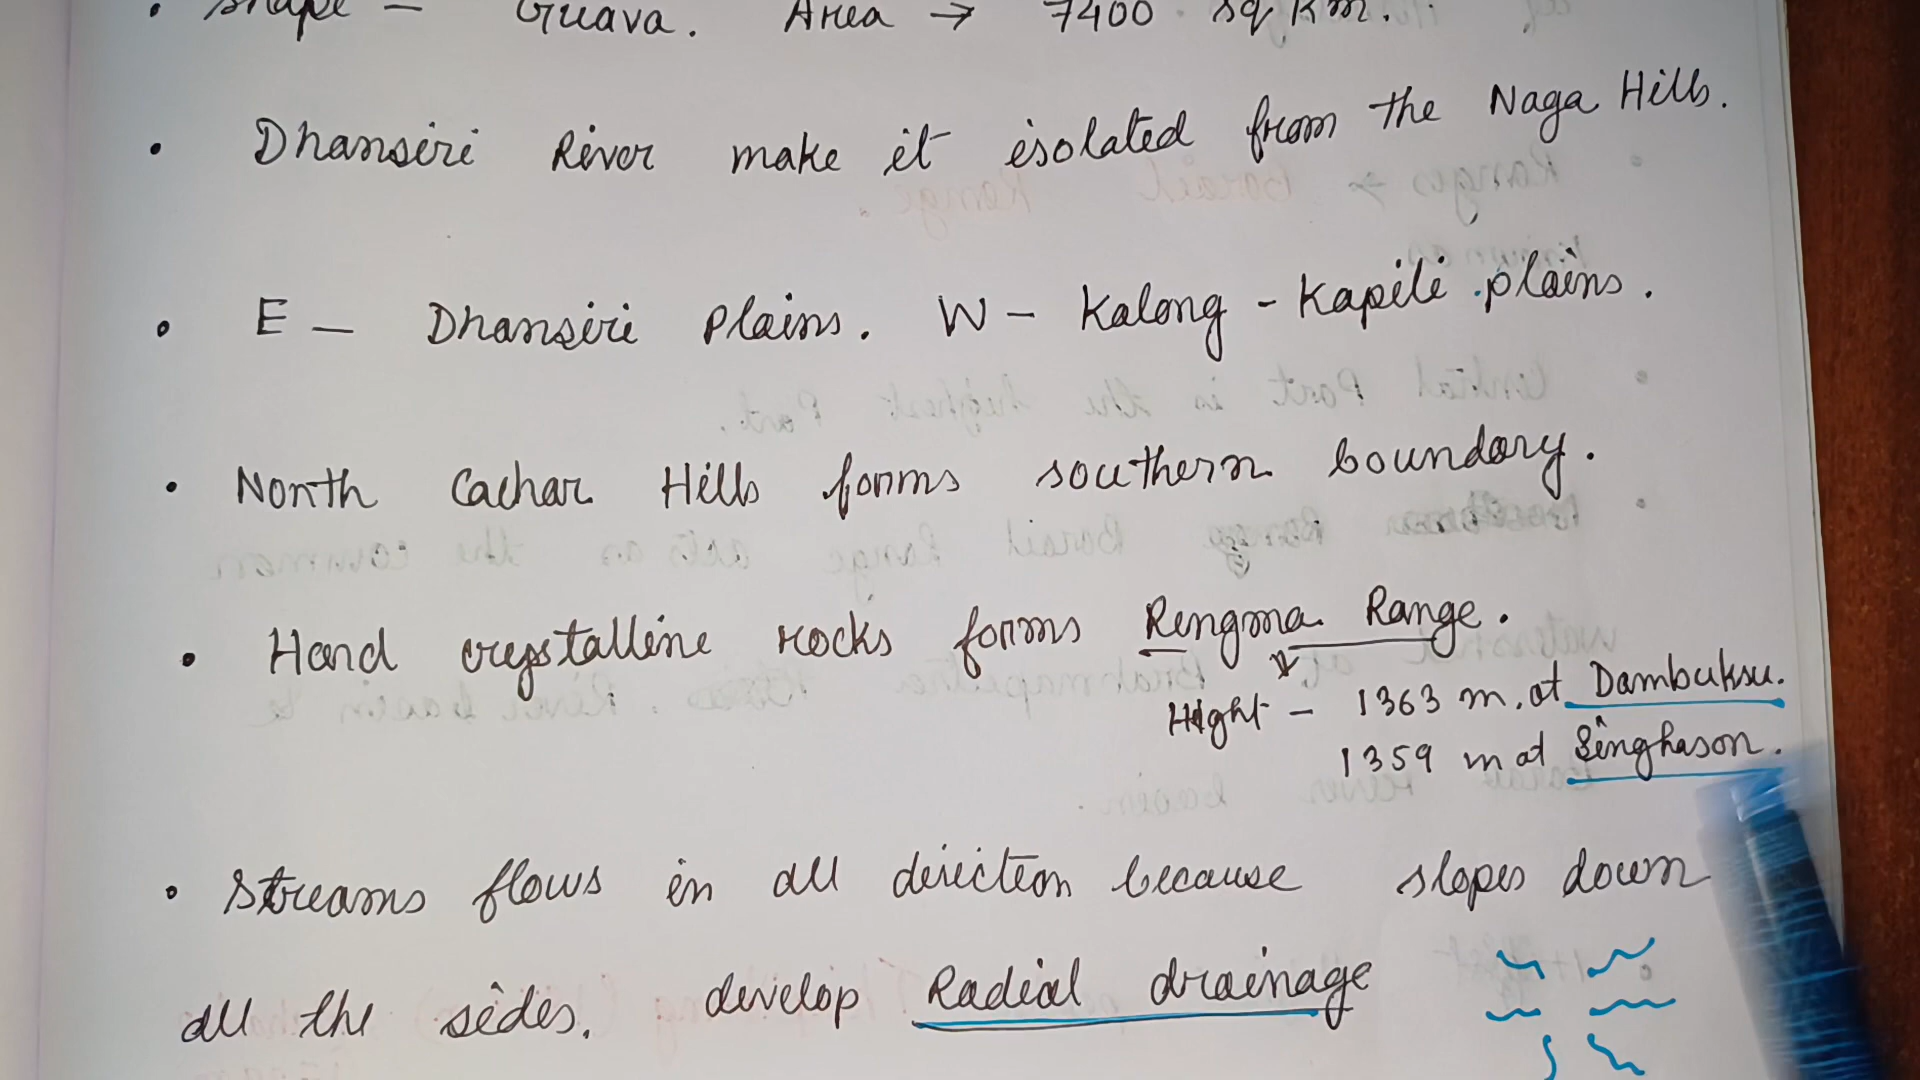 • Shape - Guava. Area → 7400 sq km.
• Dhansiri River make it isolated from the Naga Hills.
• E - Dhansiri plains. W - Kalong - Kapili plains.
• North Cachar Hills forms southern boundary.
• Hard crystalline rocks forms Rengma Range.
Hight - 1363 m. at Dambuksu.
1359 m at Singhason.
• Streams flows in all direction because slopes down
all the sides. develop Radial drainage